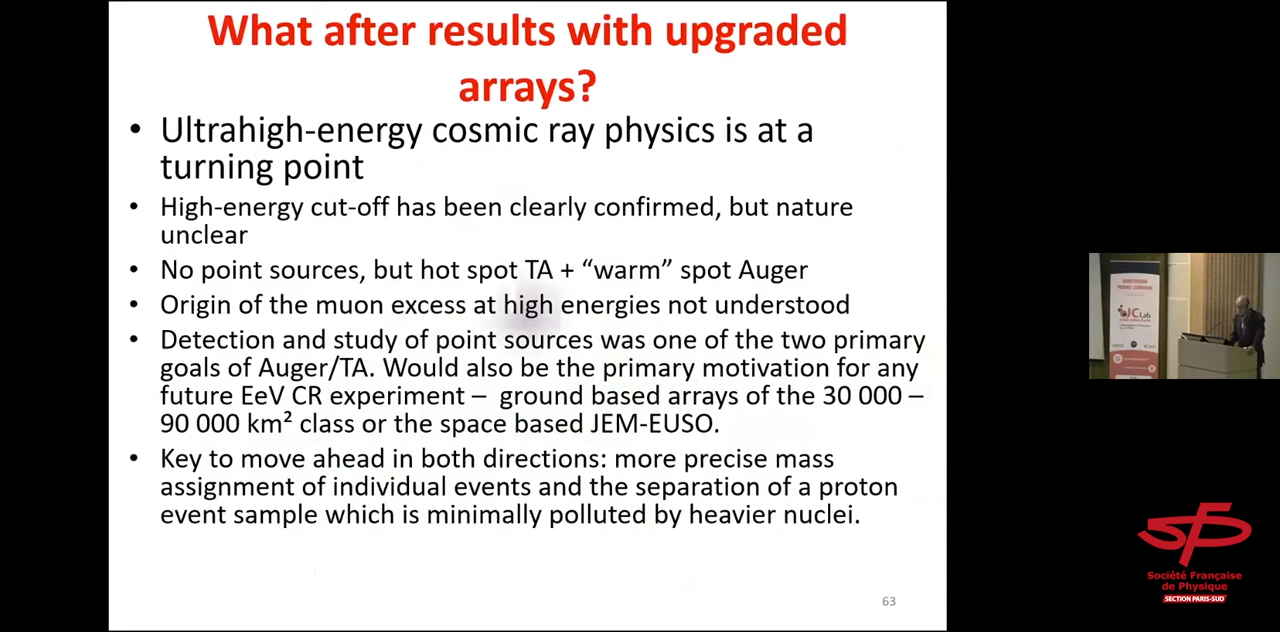 What after results with upgraded
arrays?
• Ultrahigh-energy cosmic ray physics is at a
turning point
• High-energy cut-off has been clearly confirmed, but nature
unclear
• No point sources, but hot spot TA + “warm” spot Auger
• Origin of the muon excess at high energies not understood
• Detection and study of point sources was one of the two primary
goals of Auger/TA. Would also be the primary motivation for any
future EeV CR experiment – ground based arrays of the 30 000 –
90 000 km² class or the space based JEM-EUSO.
• Key to move ahead in both directions: more precise mass
assignment of individual events and the separation of a proton
event sample which is minimally polluted by heavier nuclei.
63
AUDITORIUM
JCLab
SFP
Société Française
de Physique
SECTION PARIS-SUD